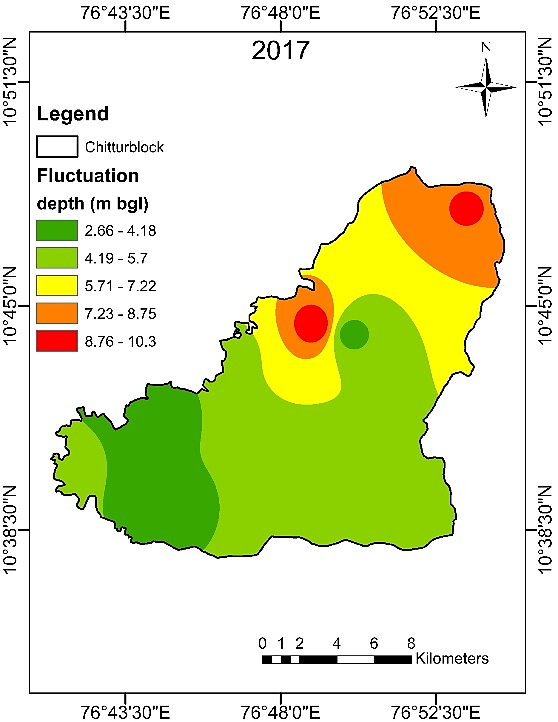 76°43'30"E 76°48'0"E 76°52'30"E
2017
N
10°51'30"N 10°51'30"N
Legend
Chitturblock
Fluctuation
depth (m bgl)
2.66 - 4.18
4.19 - 5.7
5.71 - 7.22
7.23 - 8.75
8.76 - 10.3
10°45'0"N 10°45'0"N
10°38'30"N 10°38'30"N
0 1 2 4 6 8
Kilometers
76°43'30"E 76°48'0"E 76°52'30"E